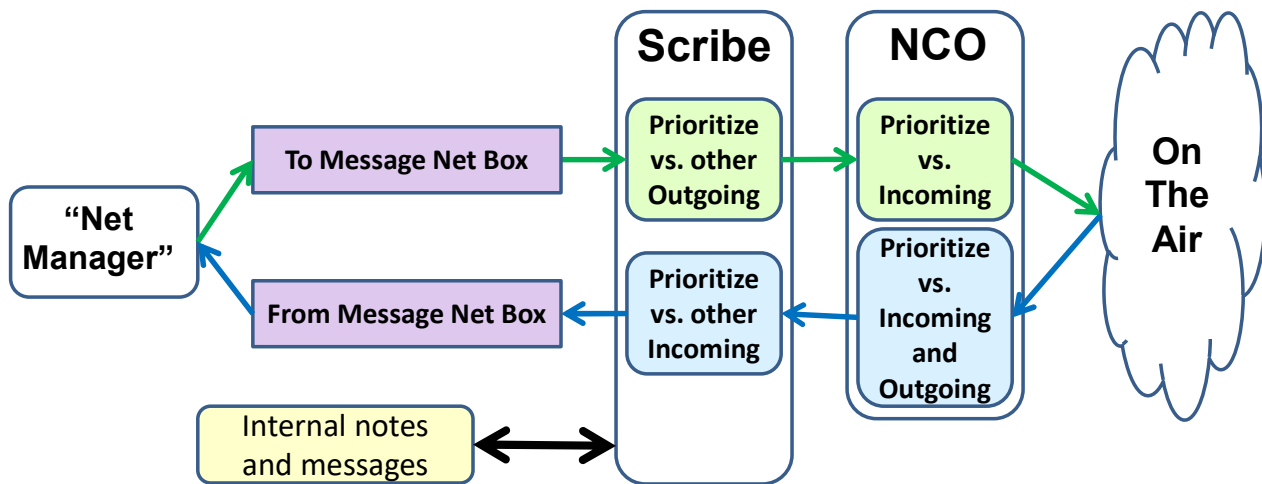 Scribe
NCO
Prioritize
vs. other
Outgoing
Prioritize
vs.
Incoming
To Message Net Box
On
The
Air
“Net
Manager”
From Message Net Box
Prioritize
vs. other
Incoming
Prioritize
vs.
Incoming
and
Outgoing
Internal notes
and messages